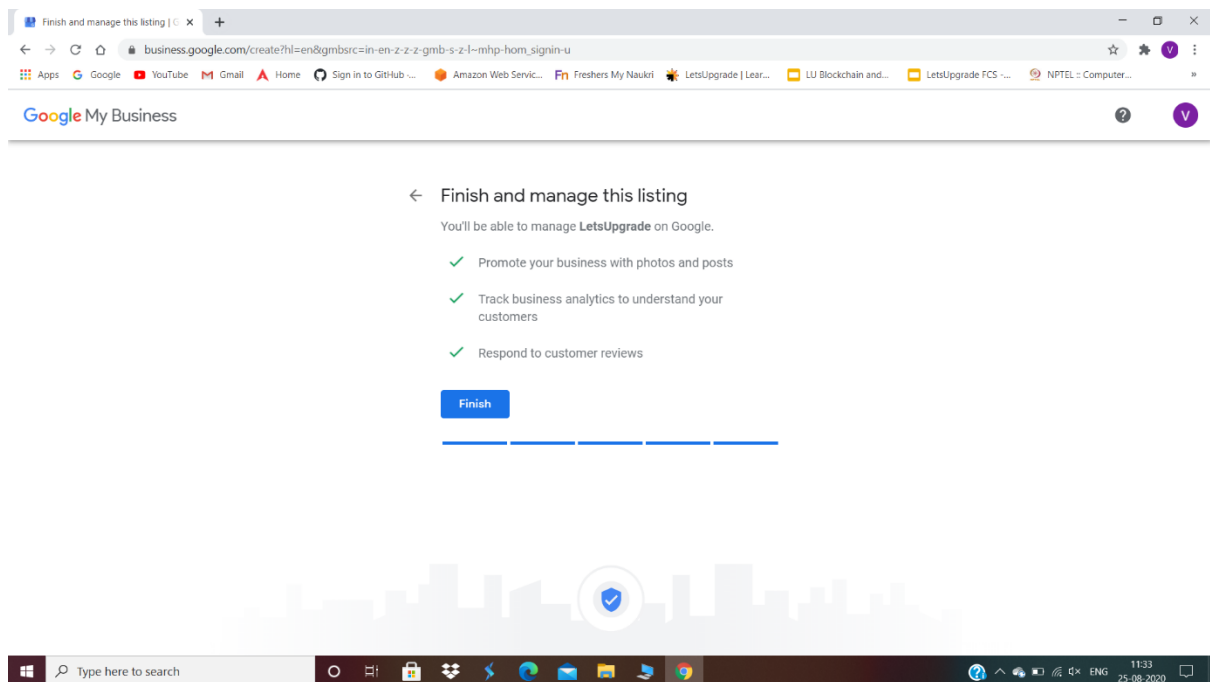 Finish and manage this listing | G
business.google.com/create?hl=en&gmbsrc=in-en-z-z-z-gmb-s-z-l~mhp-hom_signin-u
Apps Google YouTube Gmail Home Sign in to GitHub ·... Amazon Web Servic... Freshers My Naukri LetsUpgrade | Lear... LU Blockchain and... LetsUpgrade FCS -... NPTEL :: Computer... »
Google My Business
V
Finish and manage this listing
You'll be able to manage LetsUpgrade on Google.
Promote your business with photos and posts
Track business analytics to understand your
customers
Respond to customer reviews
Finish
Type here to search
ENG
11:33
25-08-2020